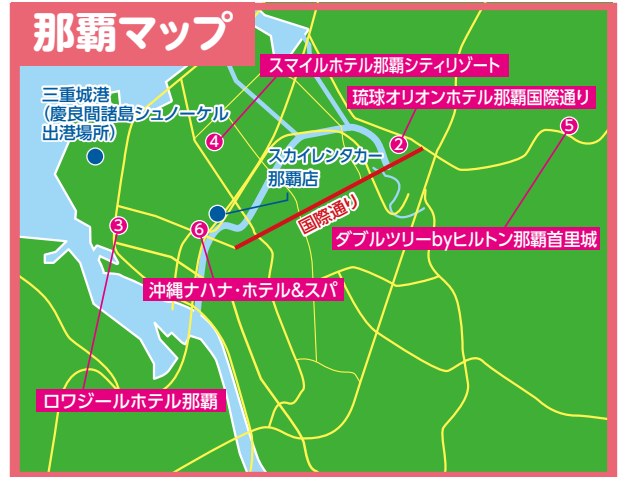 那覇マップ
スマイルホテル那覇シティリゾート
三重城港
（慶良間諸島シュノーケル
出港場所）
琉球オリオンホテル那覇国際通り
④
②
⑤
スカイレンタカー
那覇店
国際通り
③
⑥
ダブルツリーbyヒルトン那覇首里城
沖縄ナハナ・ホテル&スパ
ロワジールホテル那覇